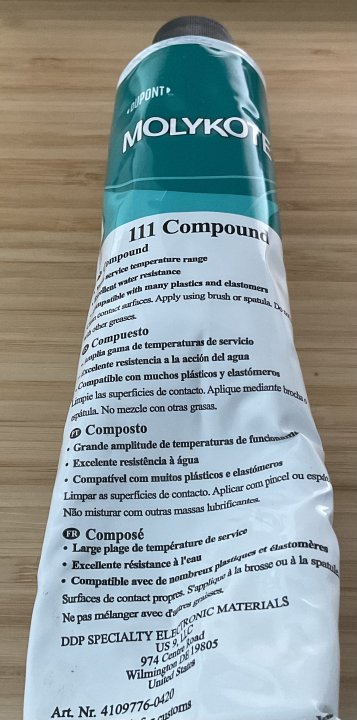 DUPONT
MOLYKOTE
111 Compound
Compound
service temperature range
Excellent water resistance
Compatible with many plastics and elastomers
contact surfaces. Apply using brush or spatula. Do
other greases.
Compuesto
Amplia gama de temperaturas de servicio
Excelente resistencia a la acción del agua
Compatible con muchos plásticos y elastómeros
Limpie las superficies de contacto. Aplique mediante brocha o
espátula. No mezcle con otras grasas.
PT Composto
• Grande amplitude de temperaturas de funcionamento
• Excelente resistência à água
• Compatível com muitos plásticos e elastómeros
Limpar as superfícies de contacto. Aplicar com pincel ou
Não misturar com outras massas lubrificantes.
FR Composé
• Large plage de température de service
• Excellente résistance à l'eau
• Compatible avec de nombreux plastiques et élastomères
Surfaces de contact propres. S'applique à la brosse ou à la spatule
Ne pas mélanger avec d'autres graisses.
DDP SPECIALTY ELECTRONIC MATERIALS
US 9, LLC
974 Centre Road
Wilmington DE 19805
United States
Art. Nr. 4109776-0420
for customs